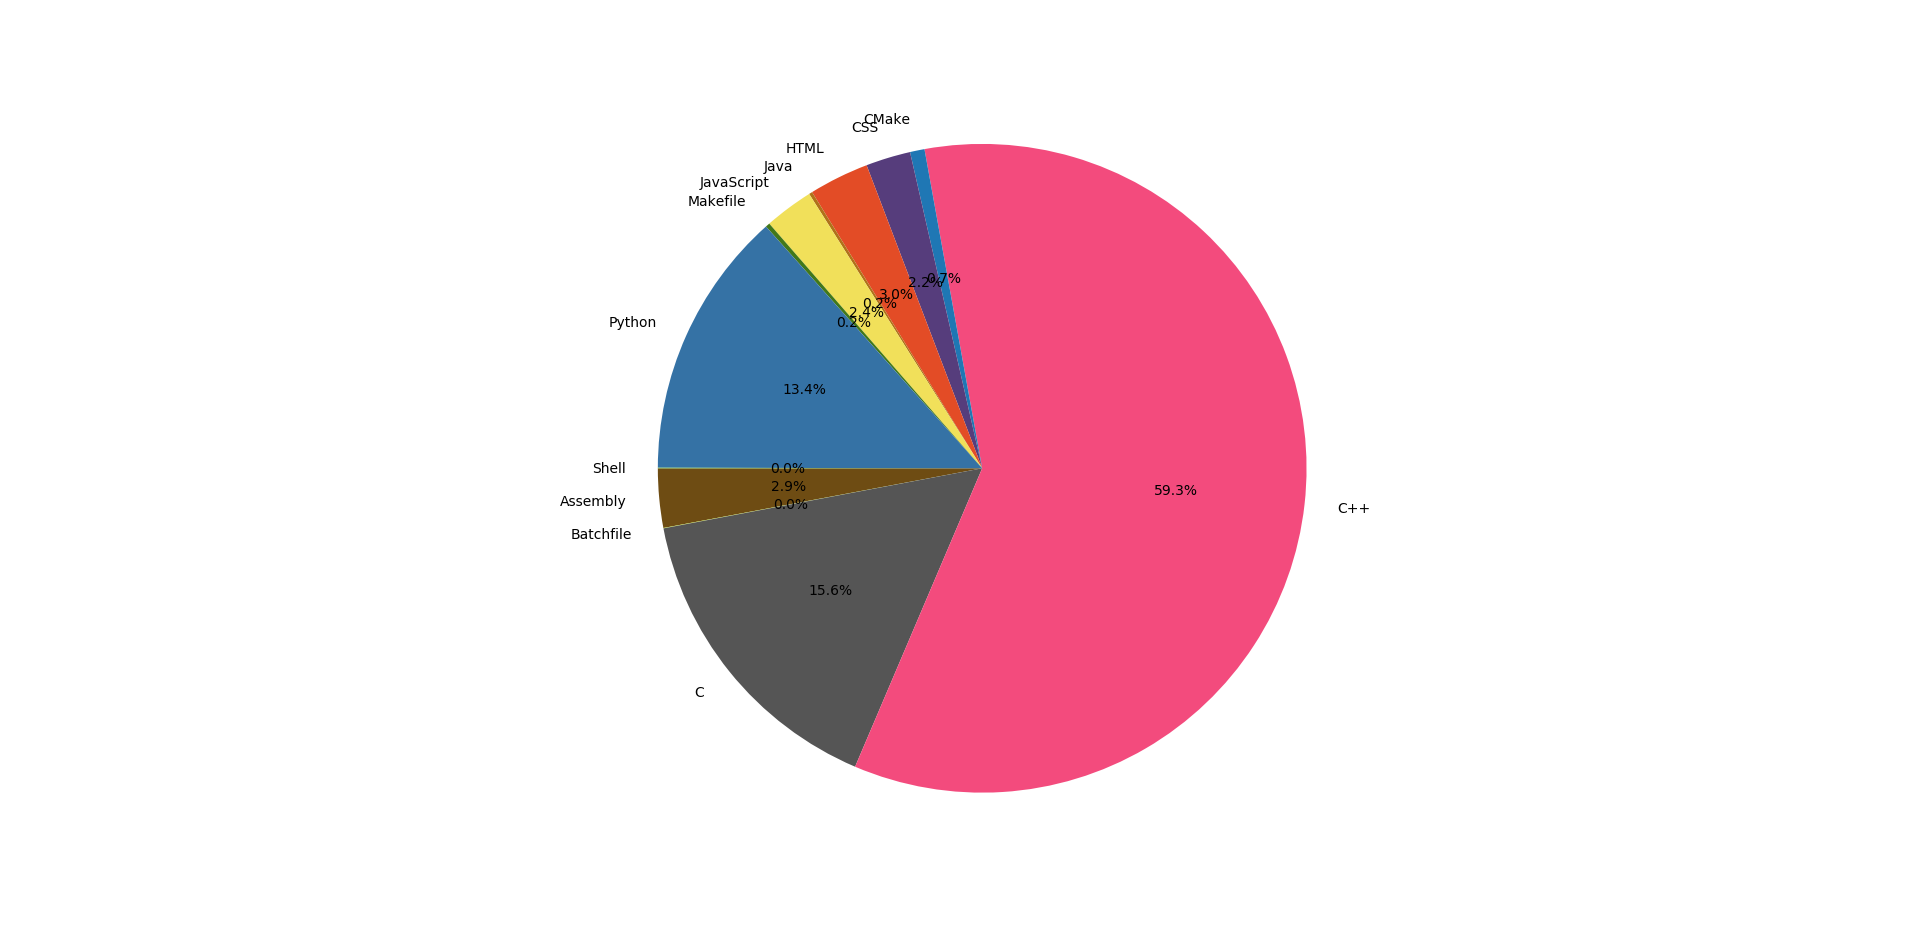 CMake
CSS
HTML
Java
JavaScript
Makefile
0.7%
2.2%
3.0%
0.2%
2.4%
0.2%
Python
13.4%
Shell
0.0%
2.9%
Assembly
0.0%
59.3%
C++
Batchfile
15.6%
C